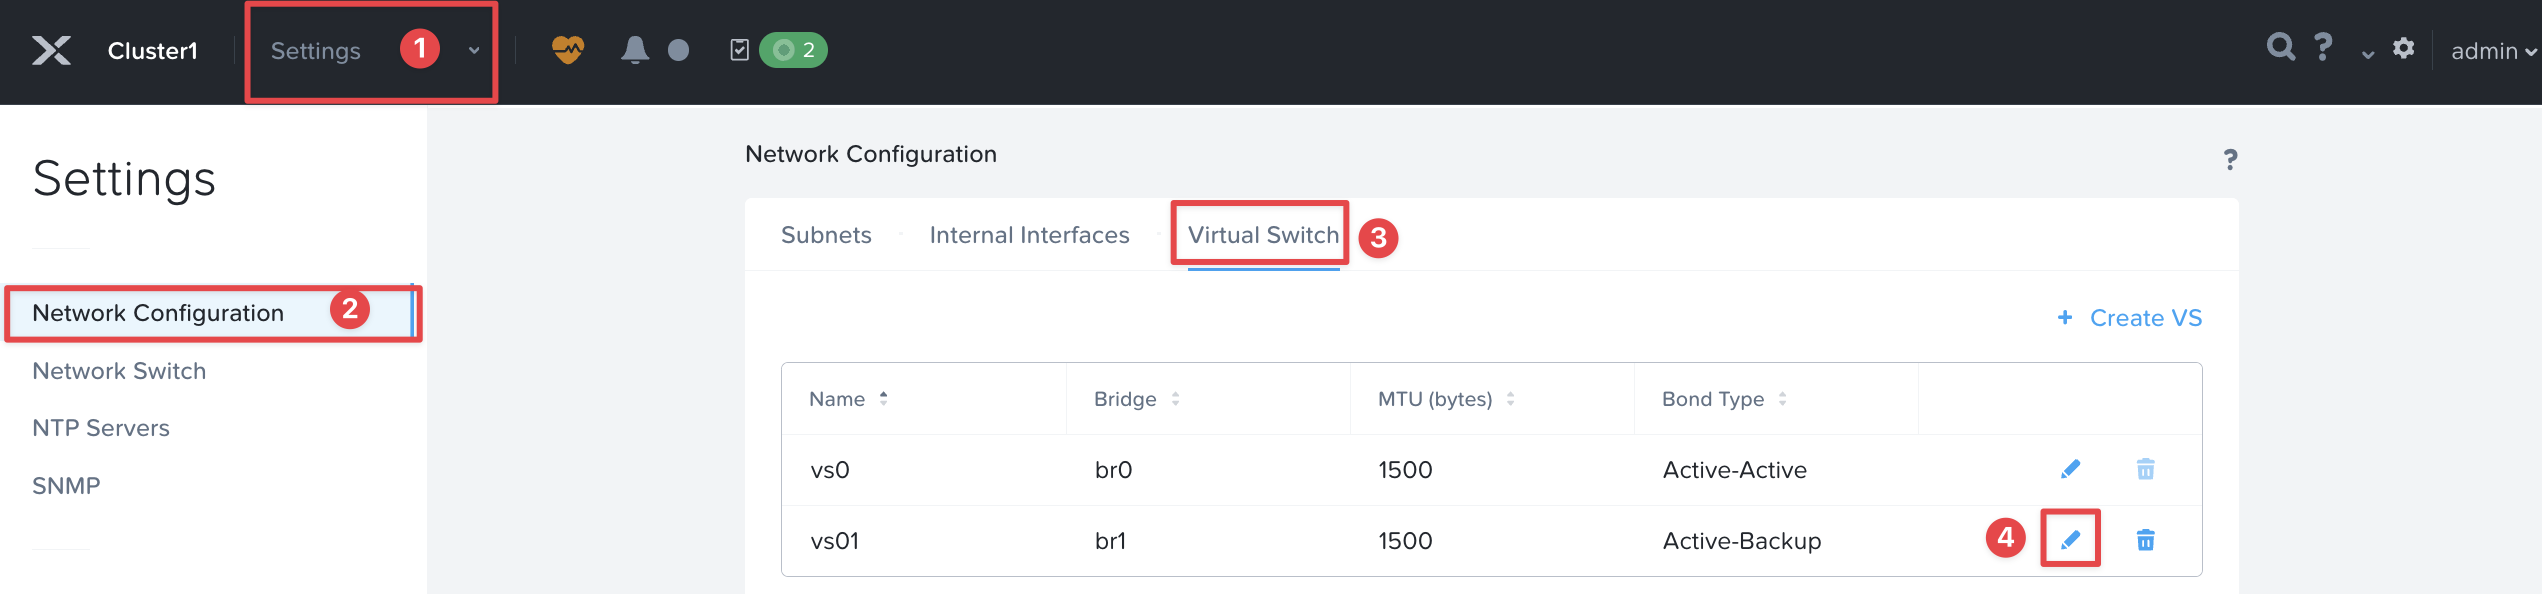 Cluster1 Settings 1 2 ? admin
Settings
Network Configuration 2
Network Switch
NTP Servers
SNMP
Network Configuration ?
Subnets Internal Interfaces Virtual Switch 3
+ Create VS
Name Bridge MTU (bytes) Bond Type
vs0 br0 1500 Active-Active
vs01 br1 1500 Active-Backup 4